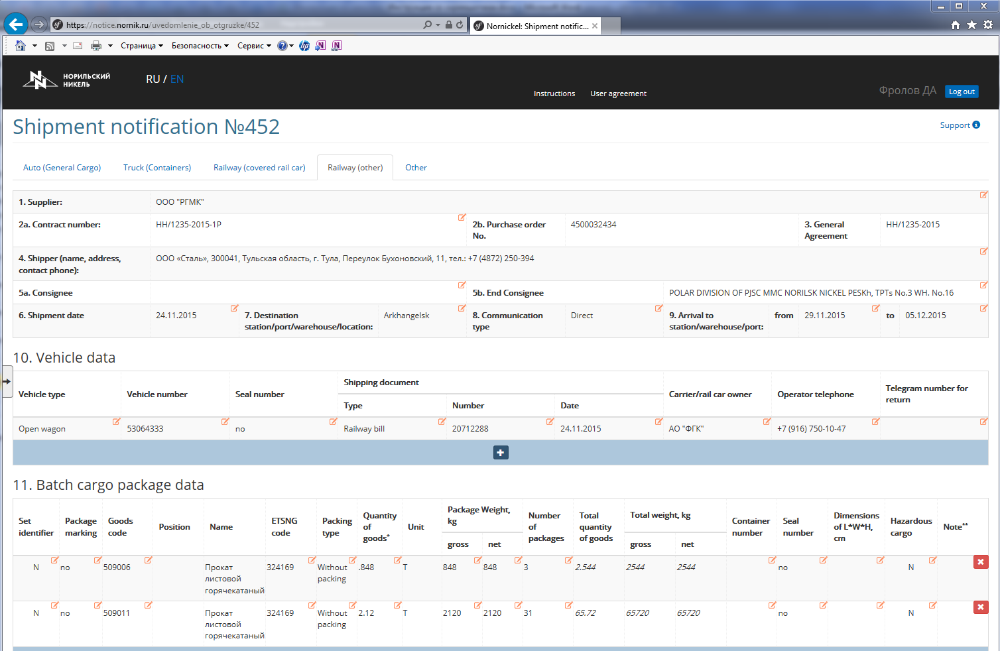 https://notice.nornik.ru/uvedomlenie_ob_otgruzke/452
Nornickel: Shipment notific...
Страница
Безопасность
Сервис
НОРИЛЬСКИЙ
НИКЕЛЬ
RU / EN
Instructions
User agreement
Фролов ДА
Log out
Shipment notification №452
Support
Auto (General Cargo)
Truck (Containers)
Railway (covered rail car)
Railway (other)
Other
1. Supplier:
ООО "РГМК"
2a. Contract number:
НН/1235-2015-1Р
2b. Purchase order
No.
4500032434
3. General
Agreement
НН/1235-2015
4. Shipper (name, address,
contact phone):
ООО «Сталь», 300041, Тульская область, г. Тула, Переулок Бухоновский, 11, тел.: +7 (4872) 250-394
5a. Consignee
5b. End Consignee
POLAR DIVISION OF PJSC MMC NORILSK NICKEL PESKh, TPTs No.3 WH. No.16
6. Shipment date
24.11.2015
7. Destination
station/port/warehouse/location:
Arkhangelsk
8. Communication
type
Direct
9. Arrival to
station/warehouse/port:
from
29.11.2015
to
05.12.2015
10. Vehicle data
Vehicle type
Vehicle number
Seal number
Shipping document
Type
Number
Date
Carrier/rail car owner
Operator telephone
Telegram number for
return
Open wagon
53064333
no
Railway bill
20712288
24.11.2015
АО "ФГК"
+7 (916) 750-10-47
11. Batch cargo package data
Set
identifier
Package
marking
Goods
code
Position
Name
ETSNG
code
Packing
type
Quantity
of
goods*
Unit
Package Weight,
kg
gross
net
Number
of
packages
Total
quantity
of goods
Total weight, kg
gross
net
Container
number
Seal
number
Dimensions
of L*W*H,
cm
Hazardous
cargo
Note**
N
no
509006
Прокат
листовой
горячекатаный
324169
Without
packing
.848
Т
848
848
3
2.544
2544
2544
no
N
N
no
509011
Прокат
листовой
горячекатаный
324169
Without
packing
2.12
Т
2120
2120
31
65.72
65720
65720
no
N